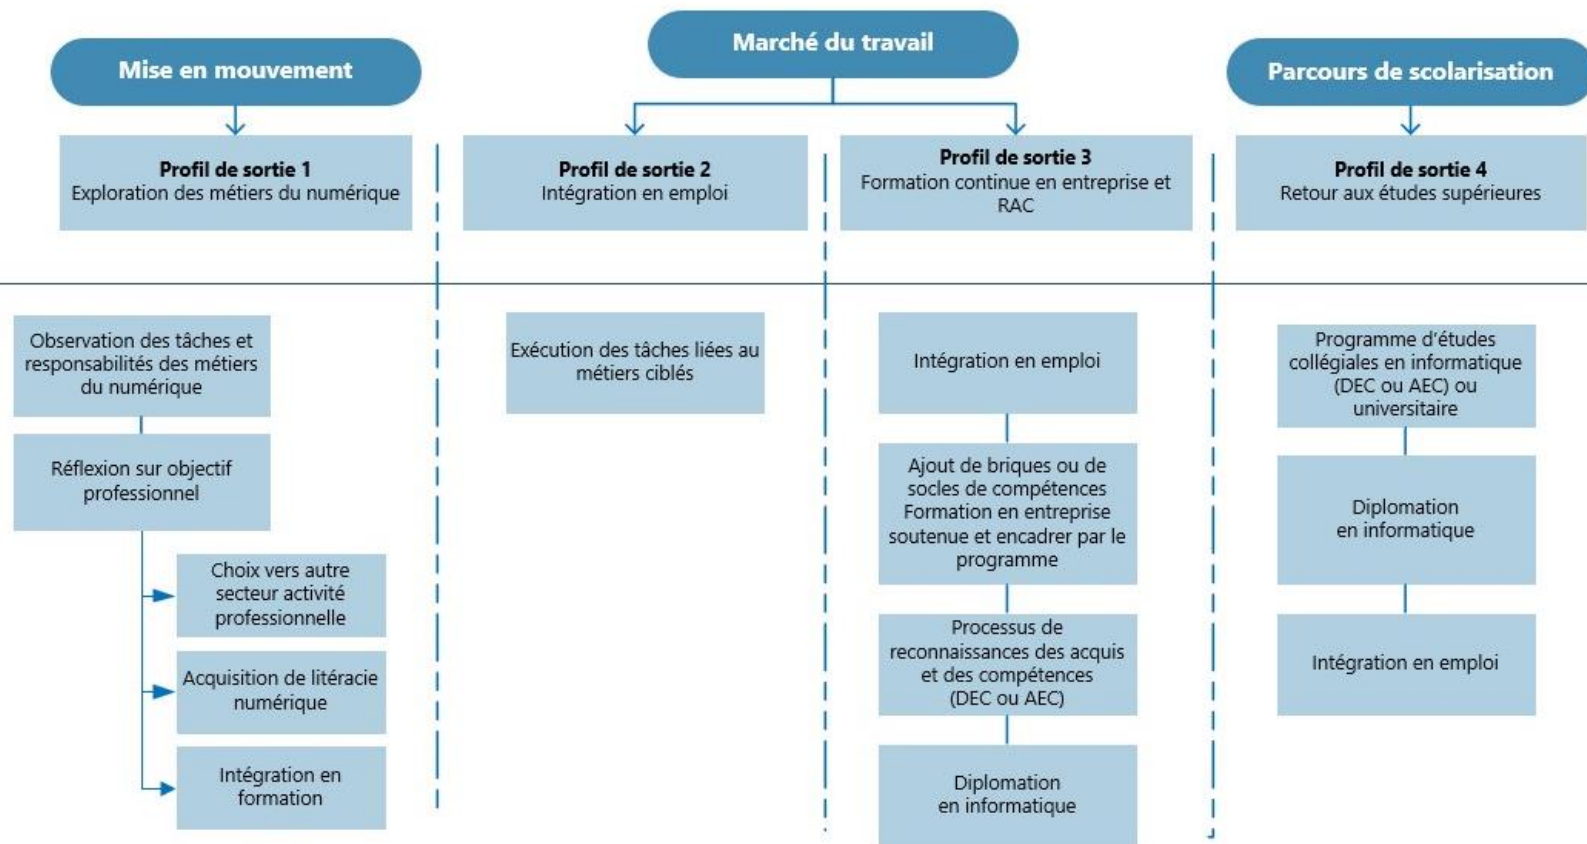 Mise en mouvement
Marché du travail
Parcours de scolarisation
Profil de sortie 1
Exploration des métiers du numérique
Profil de sortie 2
Intégration en emploi
Profil de sortie 3
Formation continue en entreprise et
RAC
Profil de sortie 4
Retour aux études supérieures
Observation des tâches et
responsabilités des métiers
du numérique
Réflexion sur objectif
professionnel
Choix vers autre
secteur activité
professionnelle
Acquisition de litéracie
numérique
Intégration en
formation
Exécution des tâches liées au
métiers ciblés
Intégration en emploi
Ajout de briques ou de
socles de compétences
Formation en entreprise
soutenue et encadrer par le
programme
Processus de
reconnaissances des acquis
et des compétences
(DEC ou AEC)
Diplomation
en informatique
Programme d'études
collégiales en informatique
(DEC ou AEC) ou
universitaire
Diplomation
en informatique
Intégration en emploi